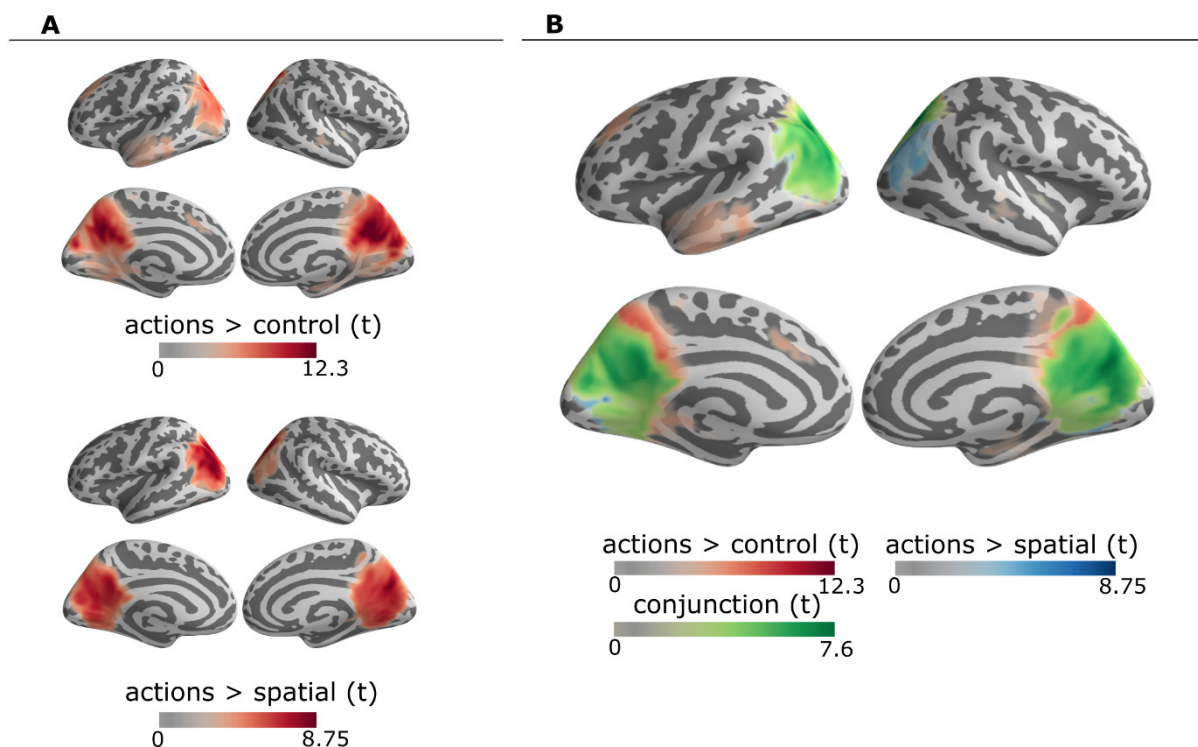 A
actions > control (t)
0 12.3
actions > spatial (t)
0 8.75
B
actions > control (t)
0 12.3
conjunction (t)
0 7.6
actions > spatial (t)
0 8.75